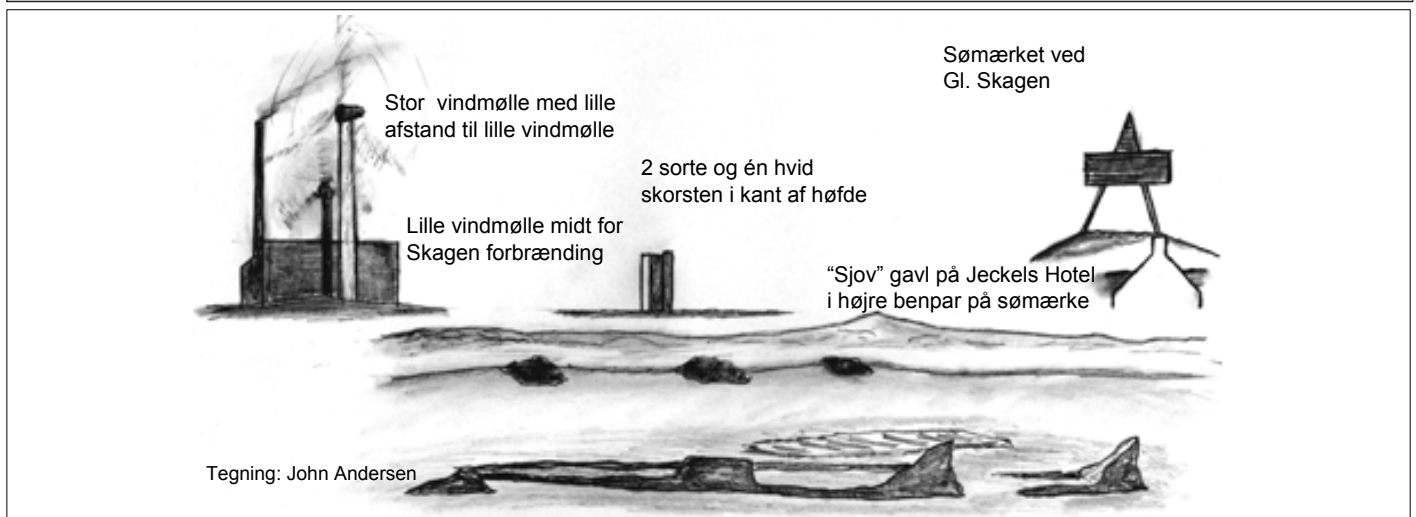 Sømærket ved
Gl. Skagen
Stor vindmølle med lille
afstand til lille vindmølle
2 sorte og én hvid
skorsten i kant af høfde
Lille vindmølle midt for
Skagen forbrænding
“Sjov” gavl på Jeckels Hotel
i højre benpar på sømærke
Tegning: John Andersen